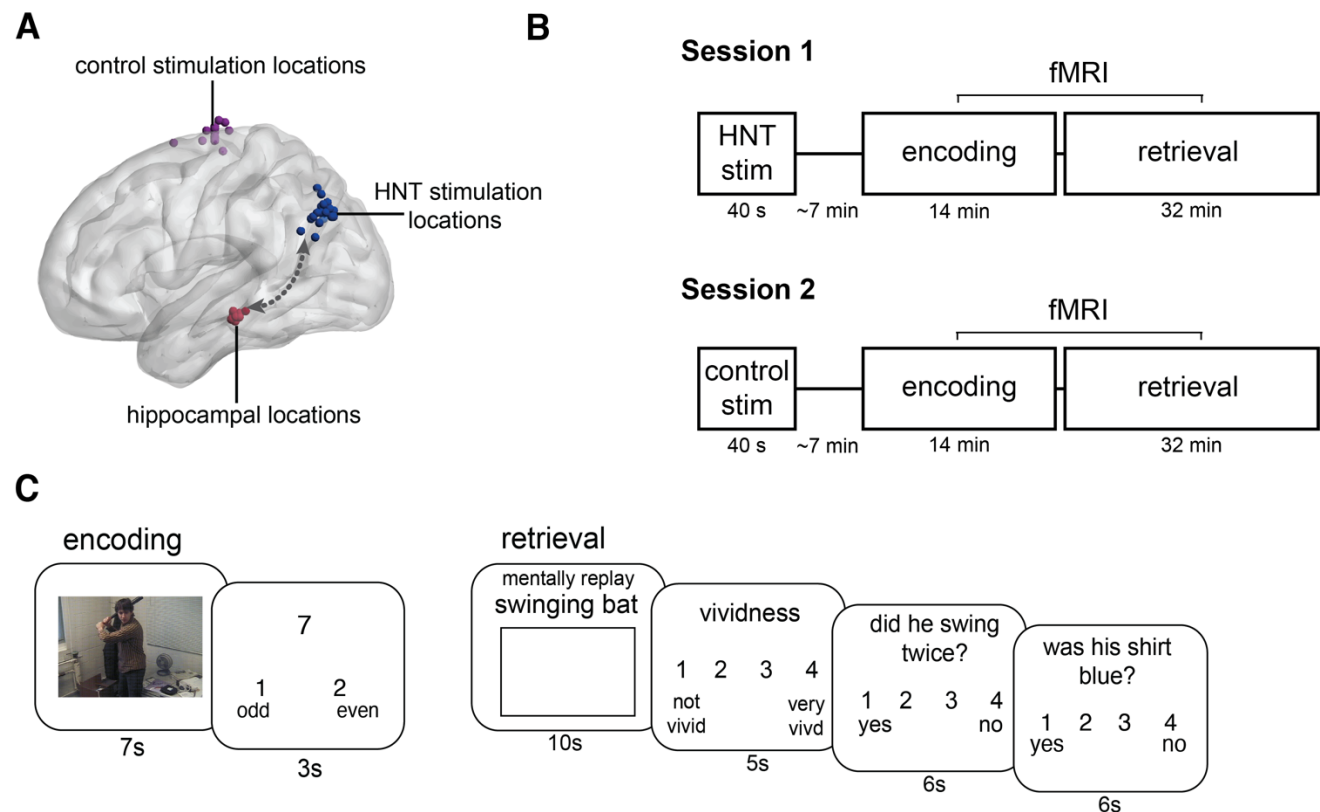 A
control stimulation locations
HNT stimulation
locations
hippocampal locations
B
Session 1
fMRI
HNT
stim
encoding
retrieval
40 s
~7 min
14 min
32 min
Session 2
fMRI
control
stim
encoding
retrieval
40 s
~7 min
14 min
32 min
C
encoding
7s
7
1
2
odd
even
3s
retrieval
mentally replay
swinging bat
10s
vividness
1 2 3 4
not
vivid
very
vivd
5s
did he swing
twice?
1 2 3 4
yes
no
6s
was his shirt
blue?
1 2 3 4
yes
no
6s